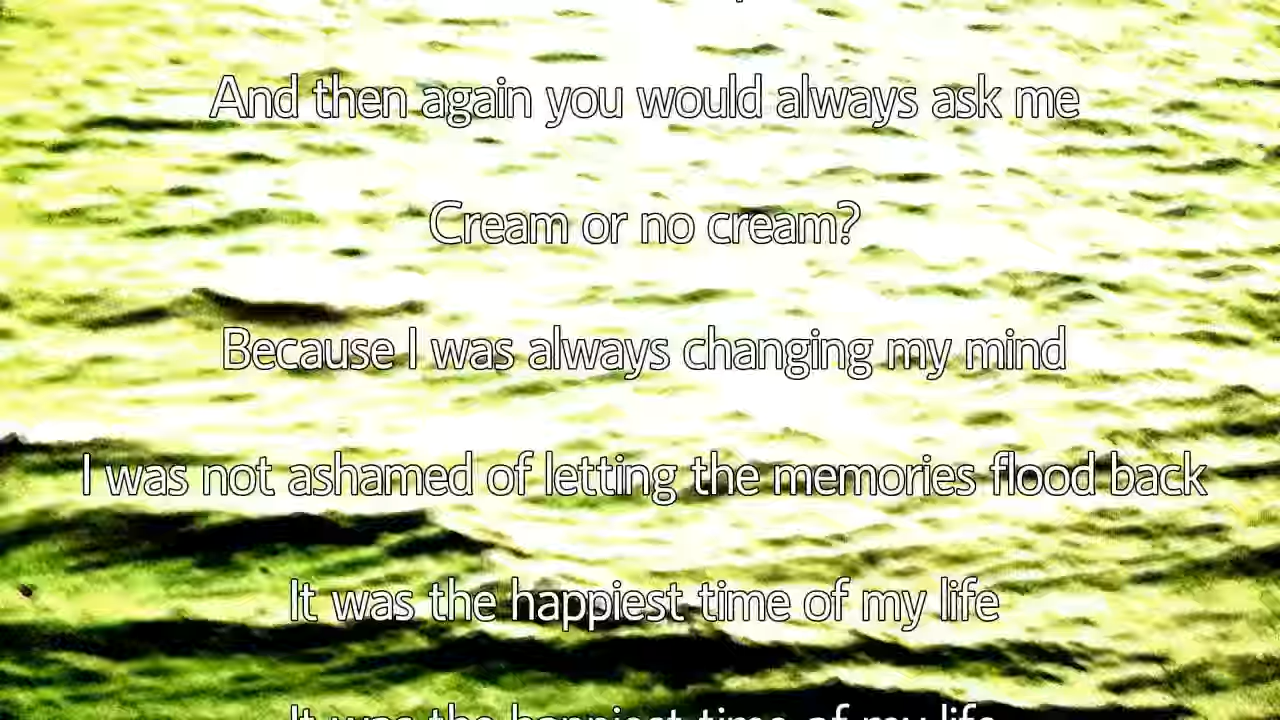 And then again you would always ask me
Cream or no cream?
Because I was always changing my mind
I was not ashamed of letting the memories flood back
It was the happiest time of my life
It was the happiest time of my life